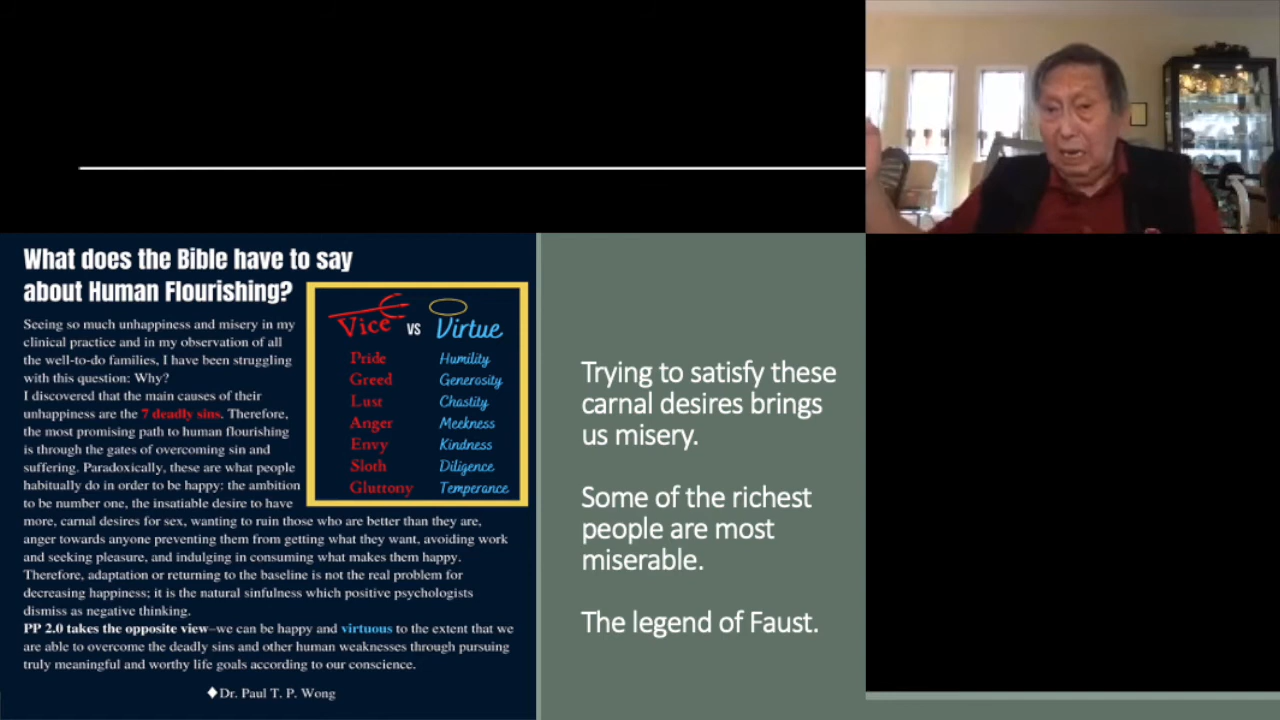 What does the Bible have to say
about Human Flourishing?
Seeing so much unhappiness and misery in my
clinical practice and in my observation of all
the well-to-do families, I have been struggling
with this question: Why?
I discovered that the main causes of their
unhappiness are the 7 deadly sins. Therefore,
the most promising path to human flourishing
is through the gates of overcoming sin and
suffering. Paradoxically, these are what people
habitually do in order to be happy: the ambition
to be number one, the insatiable desire to have
more, carnal desires for sex, wanting to ruin those who are better than they are,
anger towards anyone preventing them from getting what they want, avoiding work
and seeking pleasure, and indulging in consuming what makes them happy.
Therefore, adaptation or returning to the baseline is not the real problem for
decreasing happiness; it is the natural sinfulness which positive psychologists
dismiss as negative thinking.
PP 2.0 takes the opposite view–we can be happy and virtuous to the extent that we
are able to overcome the deadly sins and other human weaknesses through pursuing
truly meaningful and worthy life goals according to our conscience.
♦Dr. Paul T. P. Wong
Vice vs Virtue
Pride Humility
Greed Generosity
Lust Chastity
Anger Meekness
Envy Kindness
Sloth Diligence
Gluttony Temperance
Trying to satisfy these
carnal desires brings
us misery.
Some of the richest
people are most
miserable.
The legend of Faust.